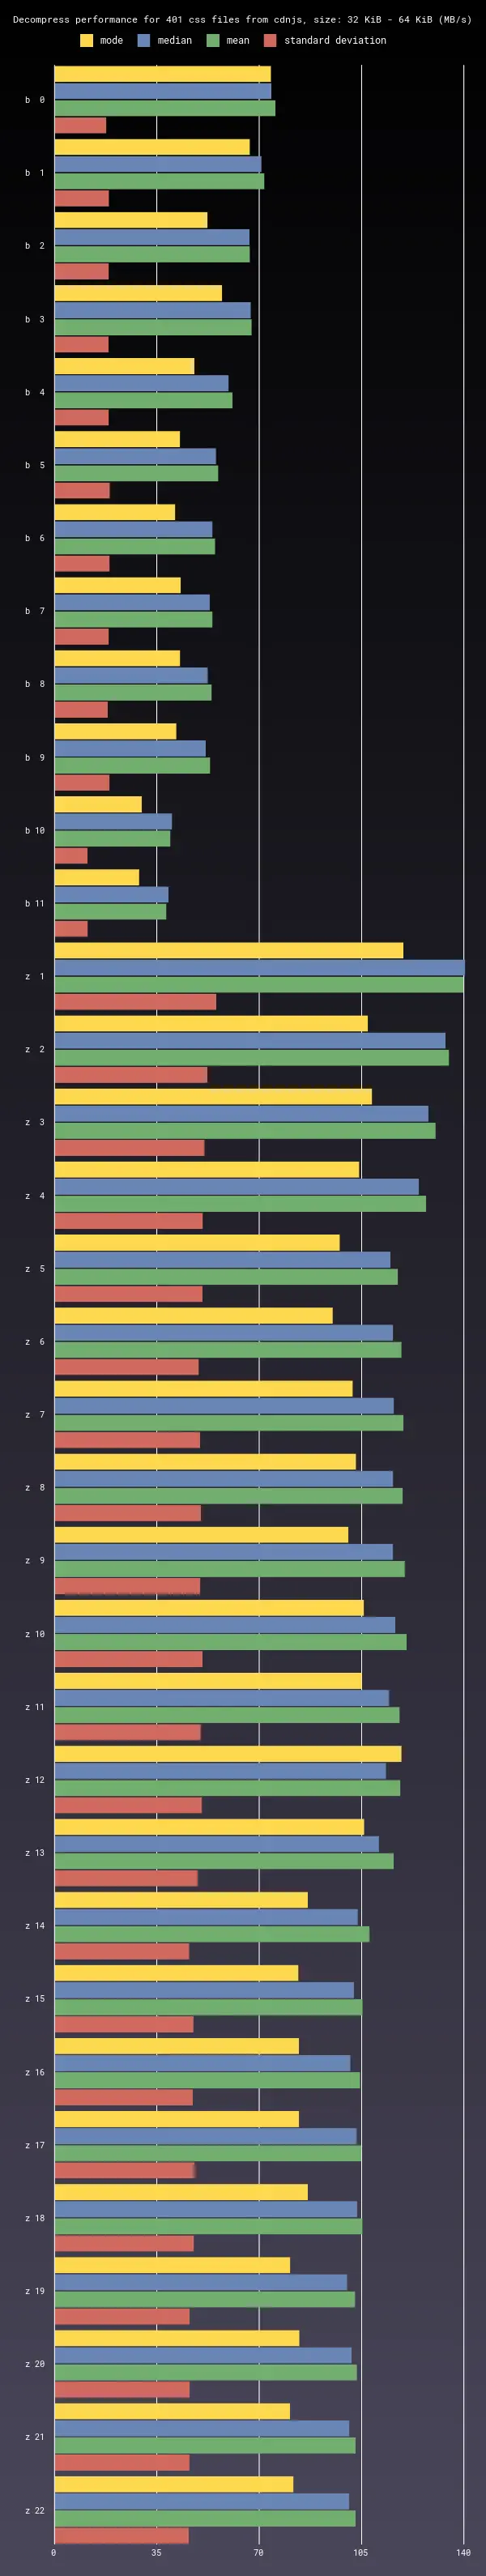 Decompress performance for 401 css files from cdnjs, size: 32 KiB - 64 KiB (MB/s)
mode median mean standard deviation
b 0
b 1
b 2
b 3
b 4
b 5
b 6
b 7
b 8
b 9
b 10
b 11
z 1
z 2
z 3
z 4
z 5
z 6
z 7
z 8
z 9
z 10
z 11
z 12
z 13
z 14
z 15
z 16
z 17
z 18
z 19
z 20
z 21
z 22
0 35 70 105 140